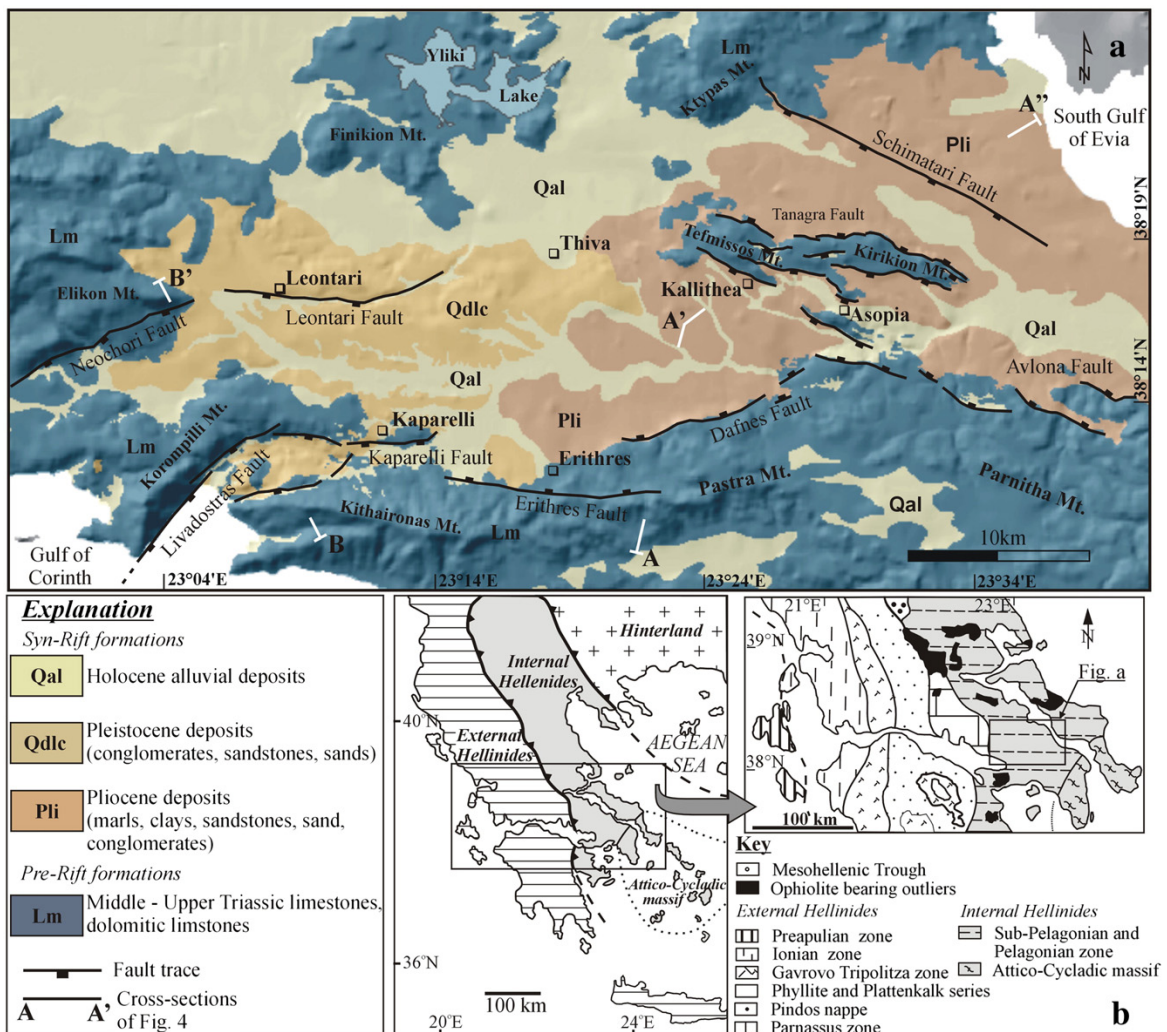 a
N
Yliki
Lake
Lm
Ktypas Mt.
Finikion Mt.
A”
South Gulf
of Evia
Pli
Schimatari Fault
Qal
38°19'N
Lm
Thiva
Tanagra Fault
Tefmissos Mt.
Kirikion Mt.
B’
Leontari
Elikon Mt.
Leontari Fault
Qdlc
Kallithea
A’
Asopia
Neochori Fault
Qal
Qal
Avlona Fault
38°14'N
Lm
Korompilli Mt.
Kaparelli
Kaparelli Fault
Pli
Dafnes Fault
Erithres
Livadostras Fault
Erithres Fault
Pastra Mt.
Parnitha Mt.
Kithaironas Mt.
Lm
Qal
Gulf of
Corinth
B
A
10km
23°04'E
23°14'E
23°24'E
23°34'E
Explanation
Syn-Rift formations
Qal Holocene alluvial deposits
Qdlc Pleistocene deposits
(conglomerates, sandstones, sands)
Pli Pliocene deposits
(marls, clays, sandstones, sand,
conglomerates)
Pre-Rift formations
Lm Middle - Upper Triassic limestones,
dolomitic limstones
Fault trace
A A’ Cross-sections
of Fig. 4
Hinterland
Internal
Hellenides
External
Hellinides
40°N
AEGEAN
SEA
Attico-Cycladic
massif
36°N
100 km
20°E
24°E
21°E
23°E
N
39°N
Fig. a
38°N
100 km
Key
Mesohellenic Trough
Ophiolite bearing outliers
External Hellinides
Preapulian zone
Ionian zone
Gavrovo Tripolitza zone
Phyllite and Plattenkalk series
Pindos nappe
Parnassus zone
Internal Hellinides
Sub-Pelagonian and
Pelagonian zone
Attico-Cycladic massif
b